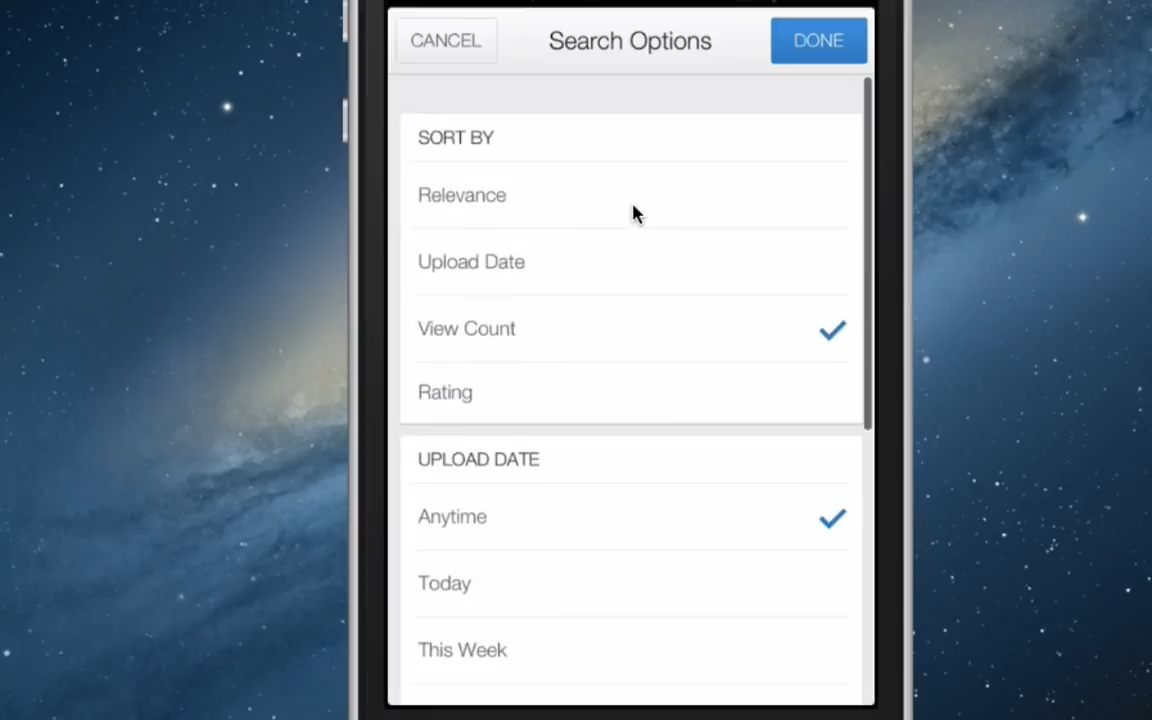 CANCEL Search Options DONE
SORT BY
Relevance
Upload Date
View Count
Rating
UPLOAD DATE
Anytime
Today
This Week